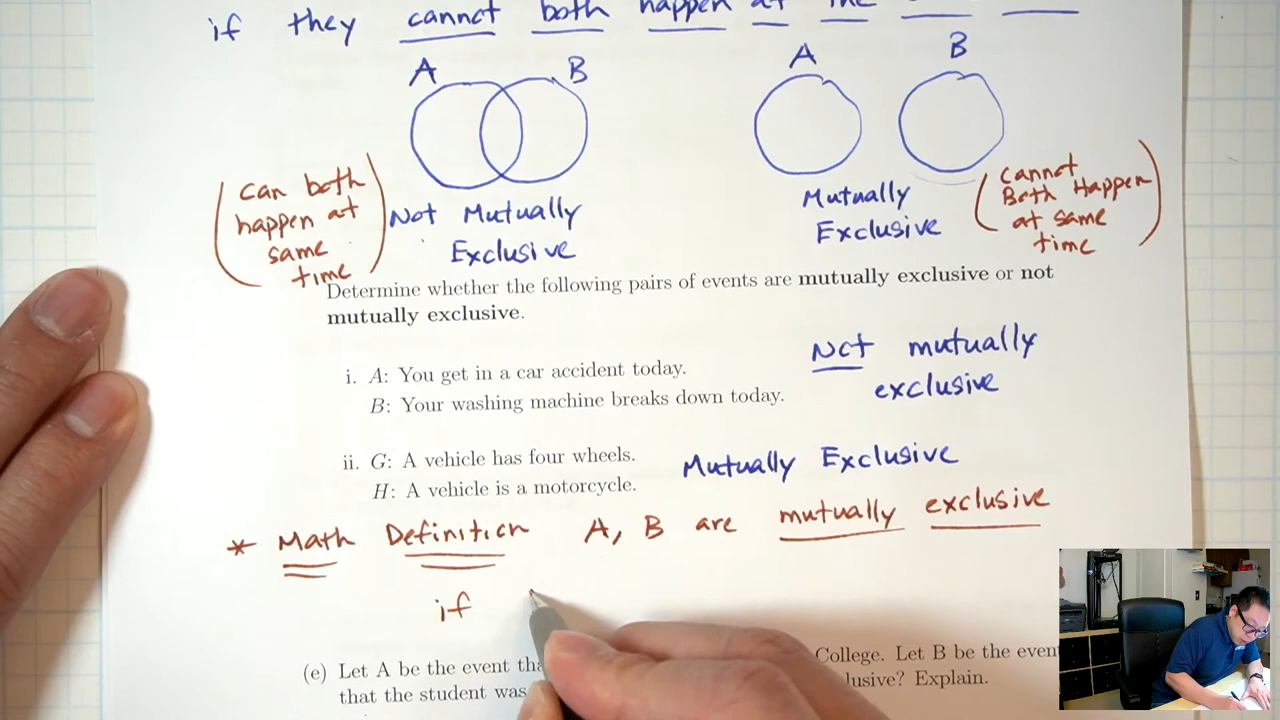 if they cannot both happen at the
A B A B
(can both happen at same time)
Not Mutually Exclusive
Mutually Exclusive
(cannot Both Happen at same time)
Determine whether the following pairs of events are mutually exclusive or not
mutually exclusive.
i. A: You get in a car accident today.
B: Your washing machine breaks down today.
Not mutually
exclusive
ii. G: A vehicle has four wheels.
H: A vehicle is a motorcycle.
Mutually Exclusive
* Math Definition A, B are mutually exclusive
if
(e) Let A be the event College. Let B be the event
that the student was Explain.